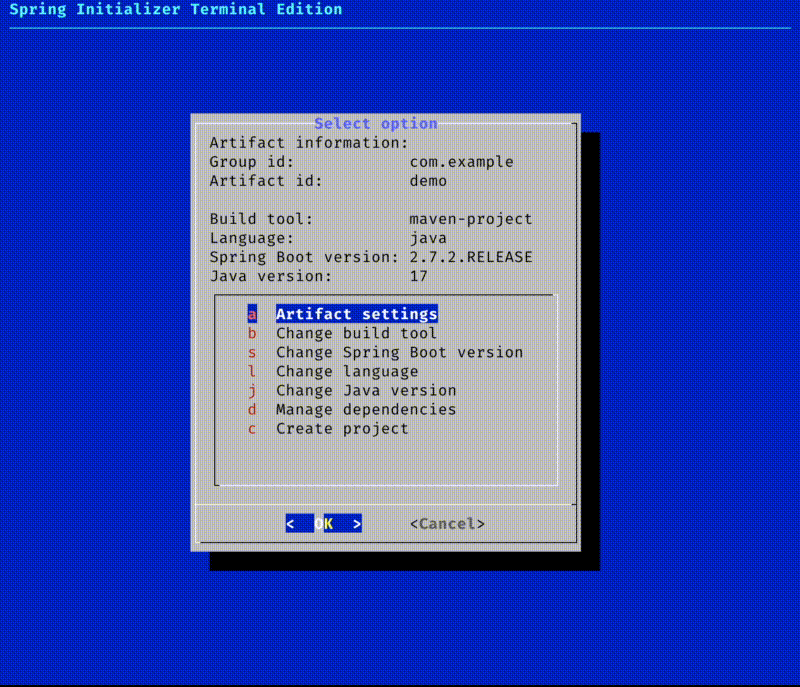 Spring Initializer Terminal Edition
Select option
Artifact information:
Group id: com.example
Artifact id: demo
Build tool: maven-project
Language: java
Spring Boot version: 2.7.2.RELEASE
Java version: 17
a Artifact settings
b Change build tool
s Change Spring Boot version
l Change language
j Change Java version
d Manage dependencies
c Create project
< OK > <Cancel>